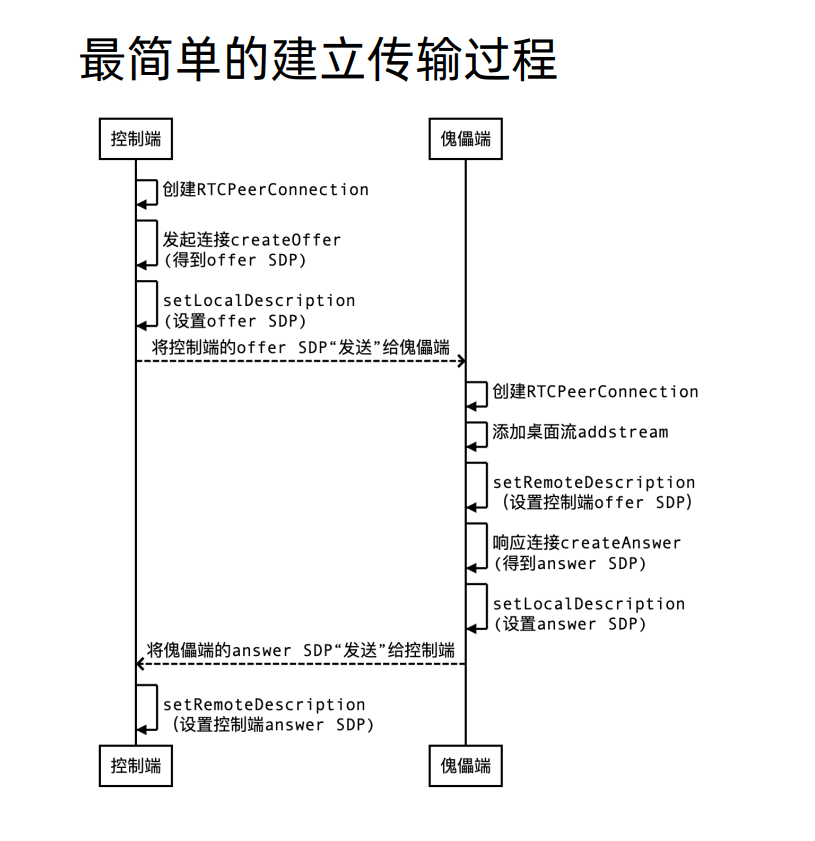 最简单的建立传输过程
控制端
傀儡端
创建RTCPeerConnection
发起连接createOffer
(得到offer SDP)
setLocalDescription
(设置offer SDP)
将控制端的offer SDP“发送”给傀儡端
创建RTCPeerConnection
添加桌面流addstream
setRemoteDescription
（设置控制端offer SDP）
响应连接createAnswer
(得到answer SDP)
setLocalDescription
(设置answer SDP)
将傀儡端的answer SDP“发送”给控制端
setRemoteDescription
（设置控制端answer SDP)
控制端
傀儡端